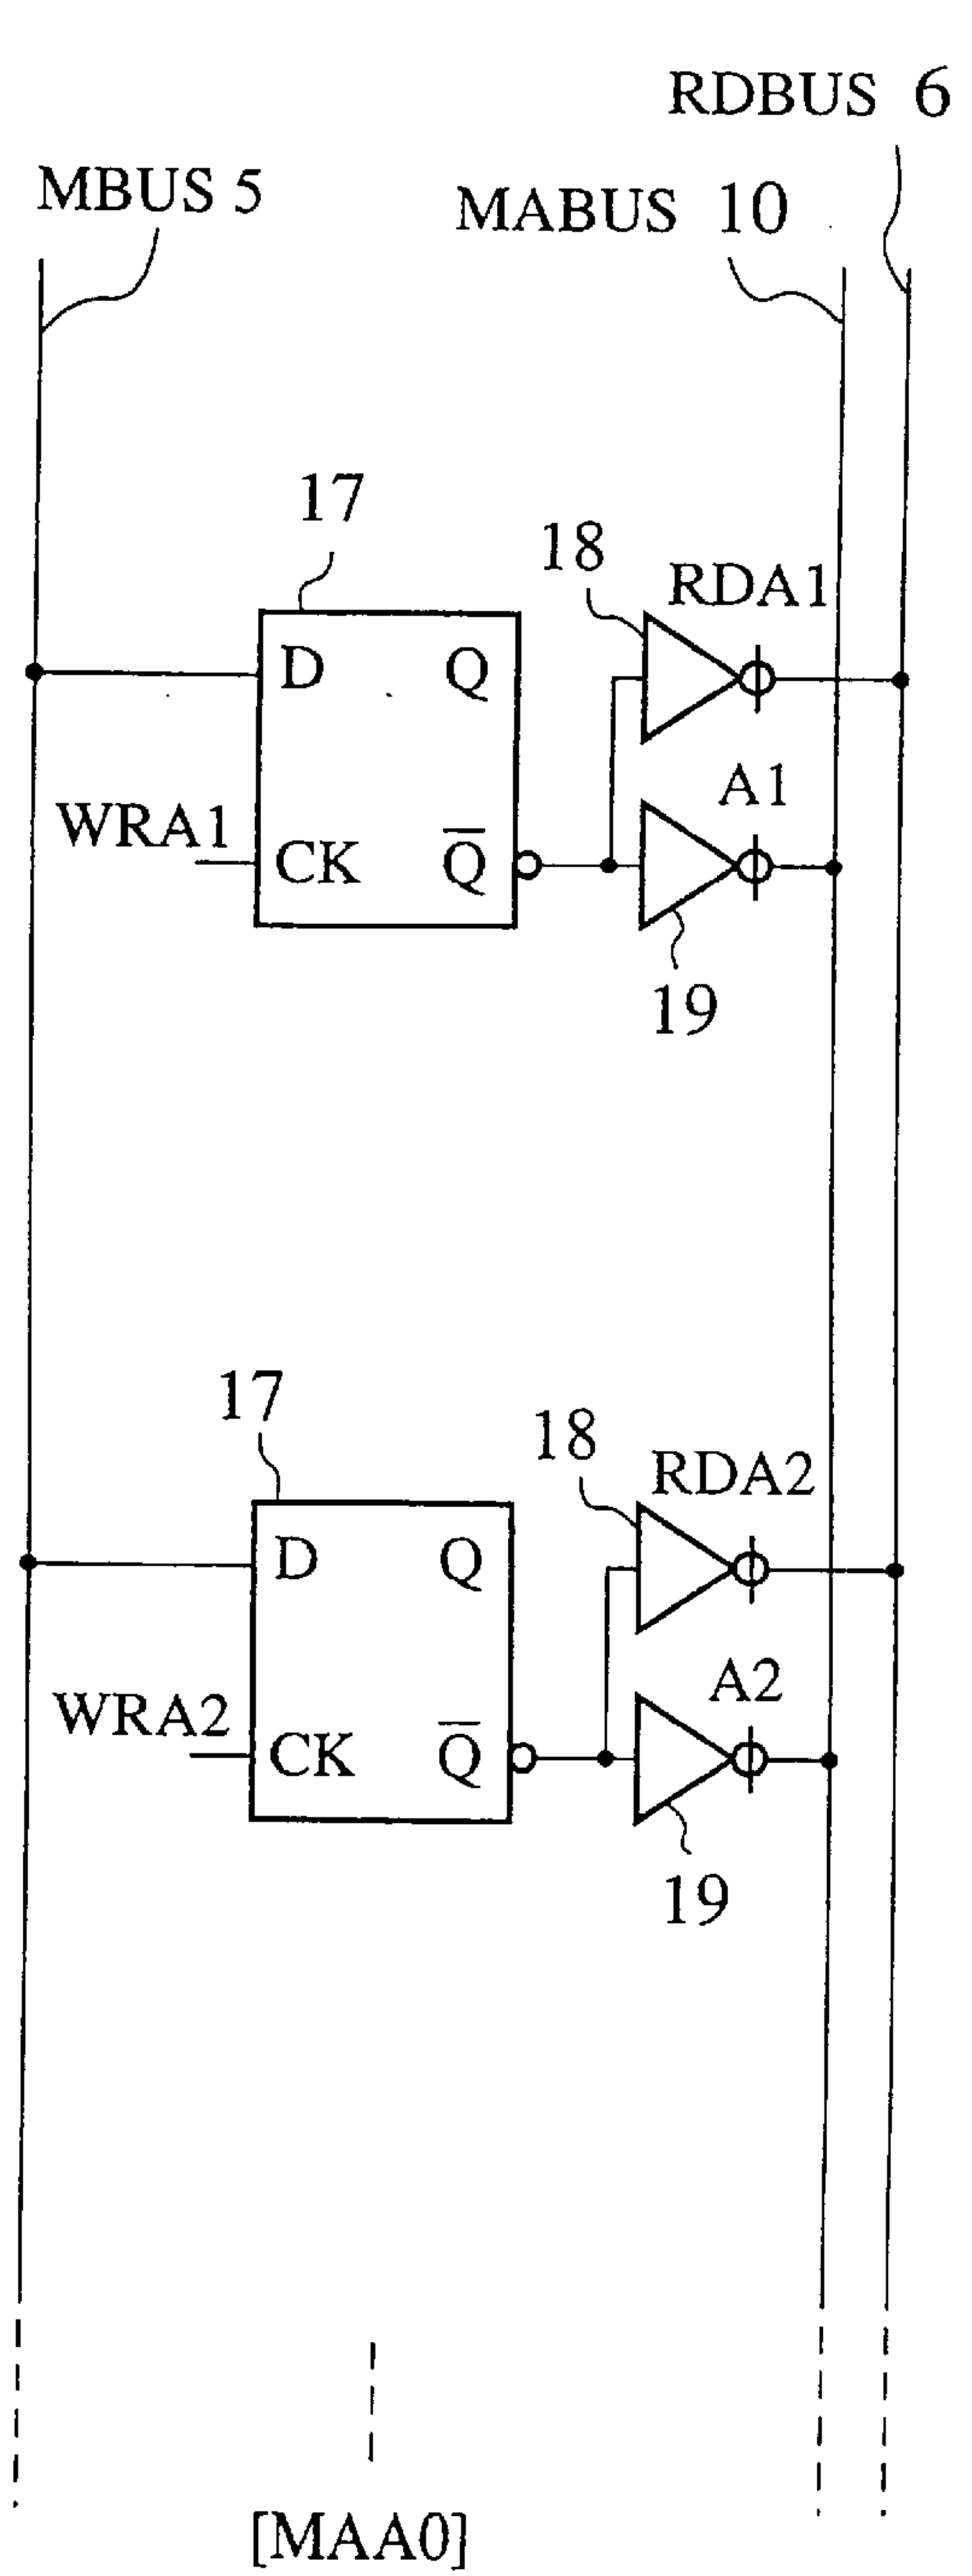 RDBUS 6
MBUS 5
MABUS 10
17
18
RDA1
D Q
A1
WRA1
CK Q̅
19
17
18
RDA2
D Q
A2
WRA2
CK Q̅
19
[MAA0]